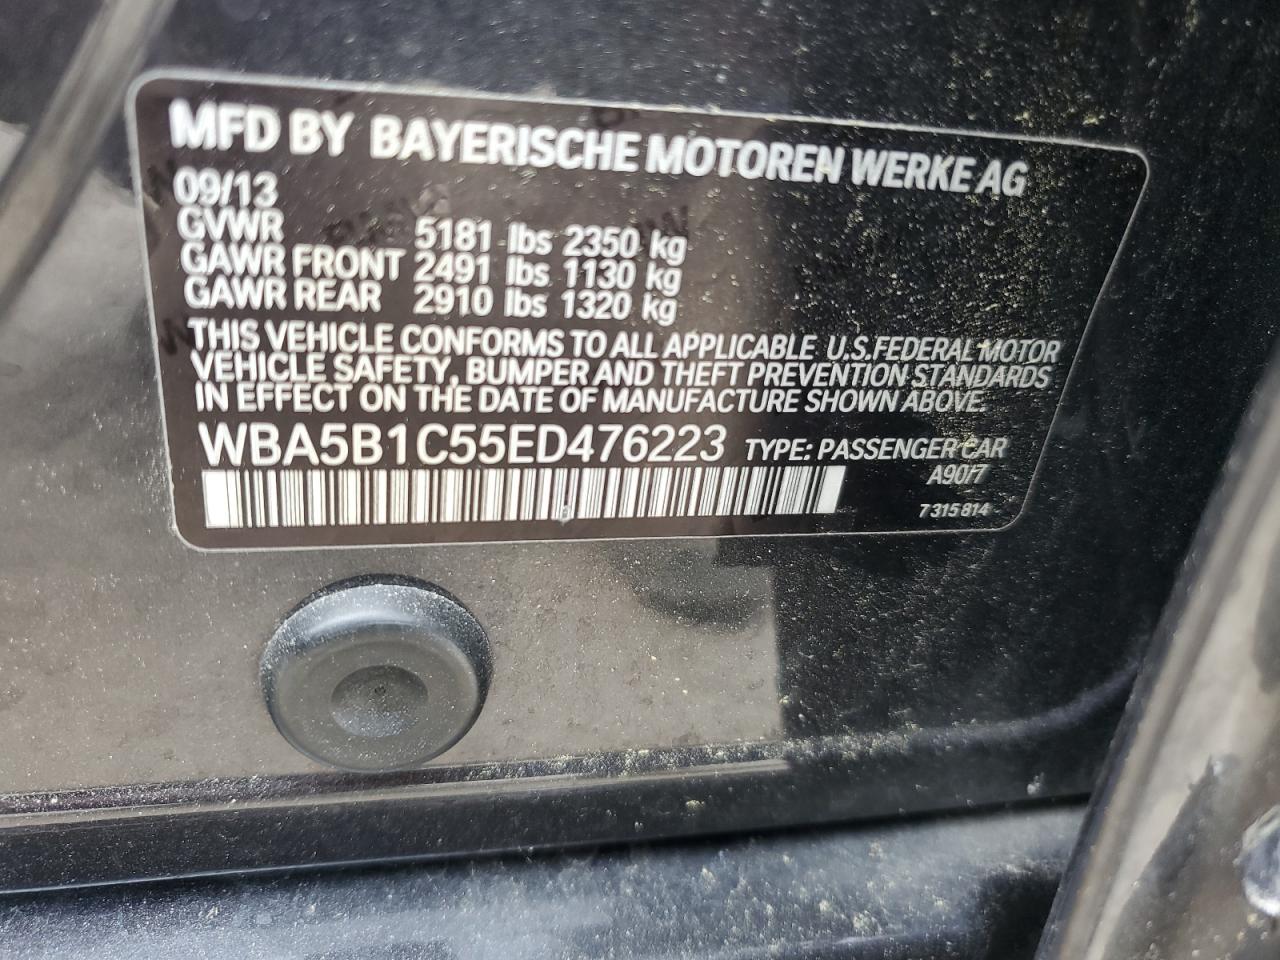 MFD BY BAYERISCHE MOTOREN WERKE AG
09/13
GVWR 5181 lbs 2350 kg
GAWR FRONT 2491 lbs 1130 kg
GAWR REAR 2910 lbs 1320 kg
THIS VEHICLE CONFORMS TO ALL APPLICABLE U.S. FEDERAL MOTOR
VEHICLE SAFETY, BUMPER AND THEFT PREVENTION STANDARDS
IN EFFECT ON THE DATE OF MANUFACTURE SHOWN ABOVE.
WBA5B1C55ED476223 TYPE: PASSENGER CAR
A90/7
7 315 814